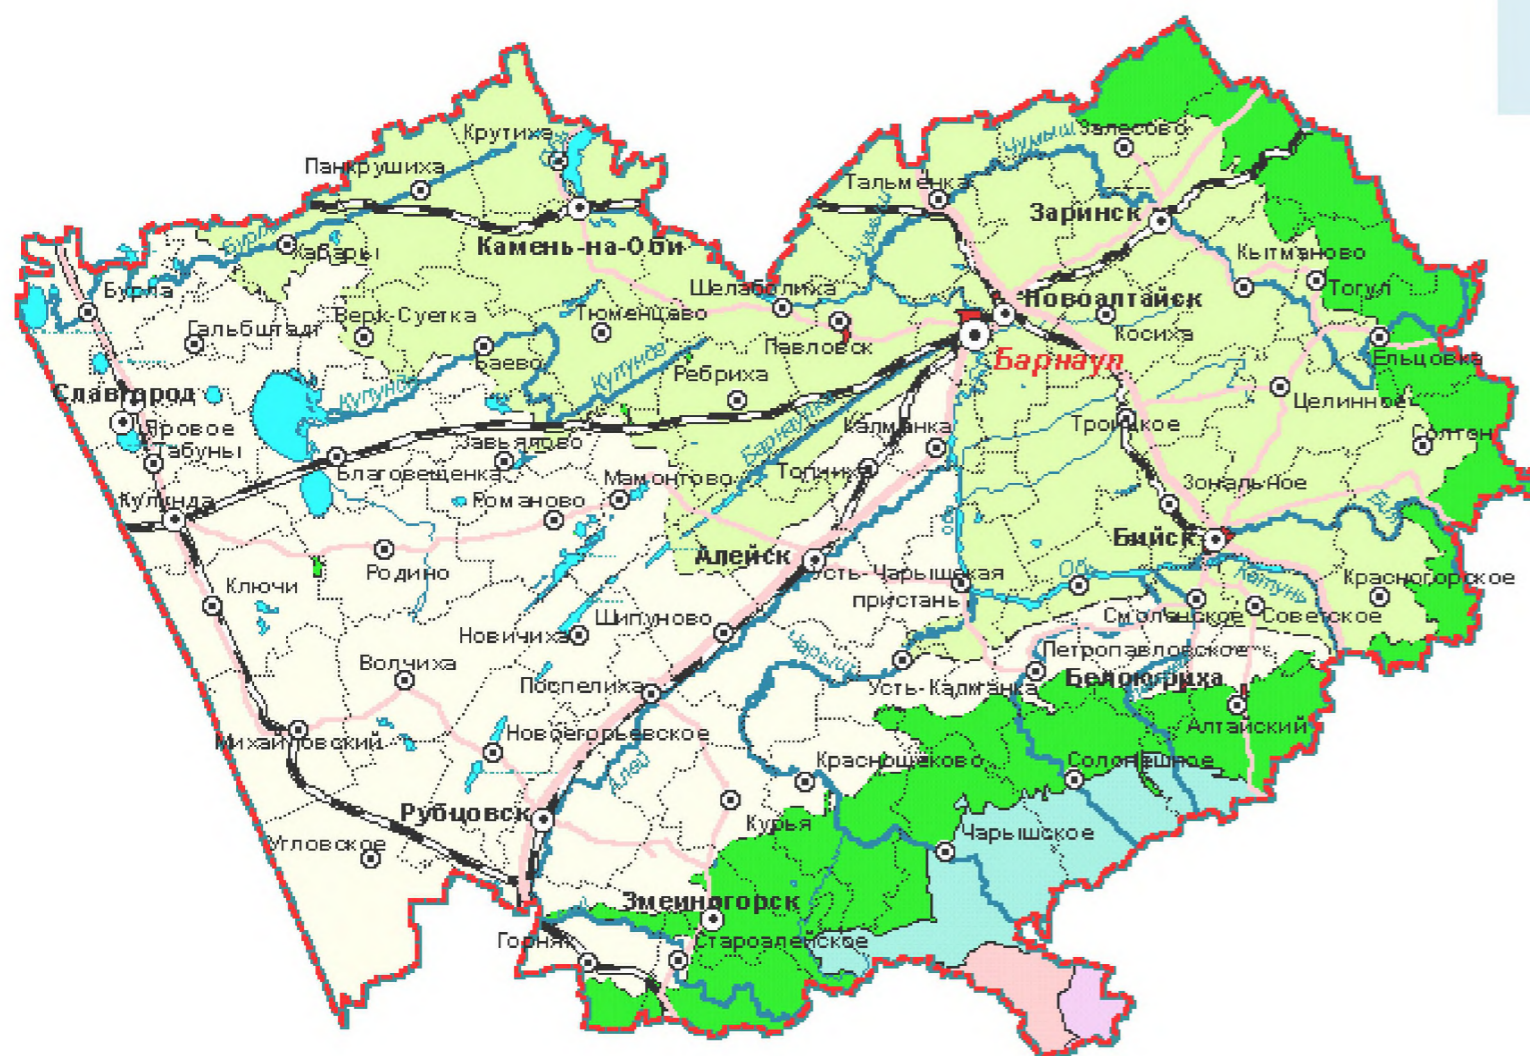 Крутиха
Панкрушиха
Чумыш
Залесово
Тальменка
Заринск
Камень-на-Оби
Хабары
Кытманово
Тогул
Бурла
Чумыш
Шелаболиха
Новоалтайск
Гальбштадт
Верх-Суетка
Тюменцево
Косиха
Баево
Павловск
Барнаул
Ельцовка
Кулунда
Кулунда
Ребриха
Славгород
Целинное
Яровое
Барнаулка
Калманка
Троицкое
Солтон
Завьялово
Табуны
Благовещенка
Мамонтово
Топчиха
Кулунда
Романово
Зональное
Обь
Бийск
Алейск
Родино
Усть-Чарышская
пристань
Обь
Катунь
Красногорское
Ключи
Шипуново
Смоленское
Советское
Новичиха
Чарыш
Петропавловское
Волчиха
Поспелиха
Усть-Калманка
Белокуриха
Алтайский
Михайловский
Новоегорьевское
Краснощеково
Солонешное
Алей
Рубцовск
Курья
Чарышское
Угловское
Змеиногорск
Горняк
Староалейское